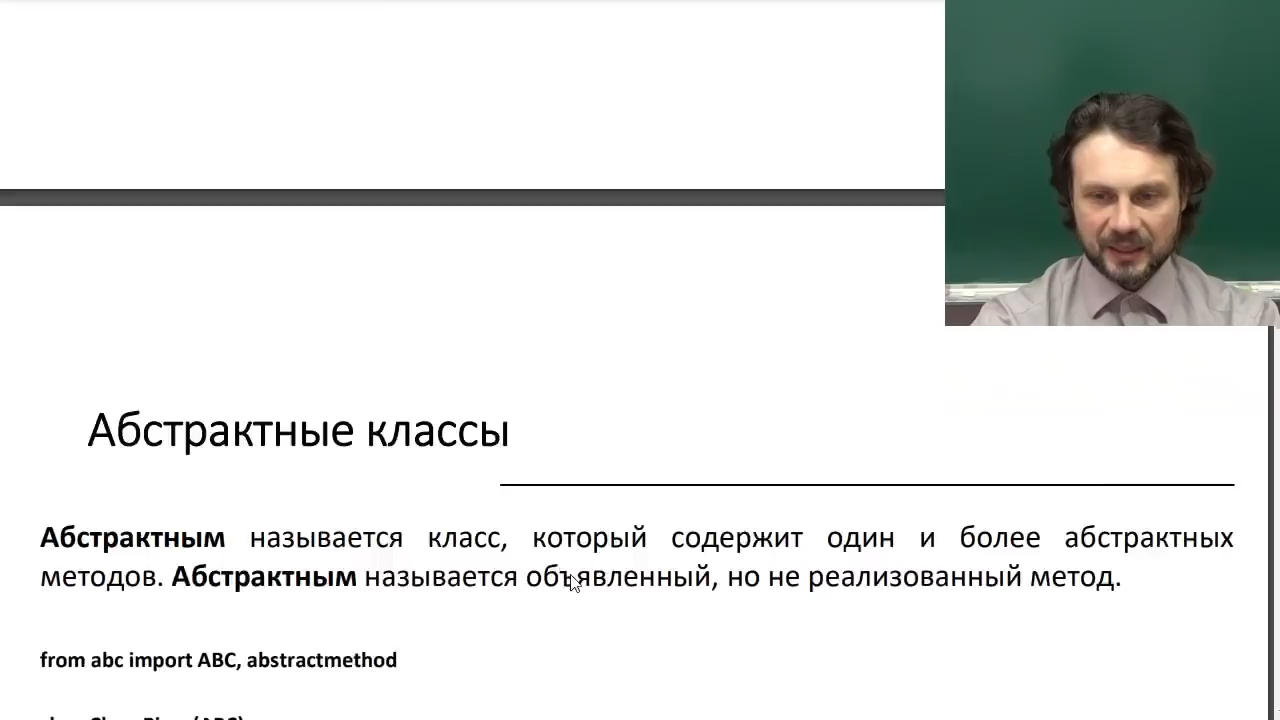 Абстрактные классы
Абстрактным называется класс, который содержит один и более абстрактных
методов. Абстрактным называется объявленный, но не реализованный метод.
from abc import ABC, abstractmethod